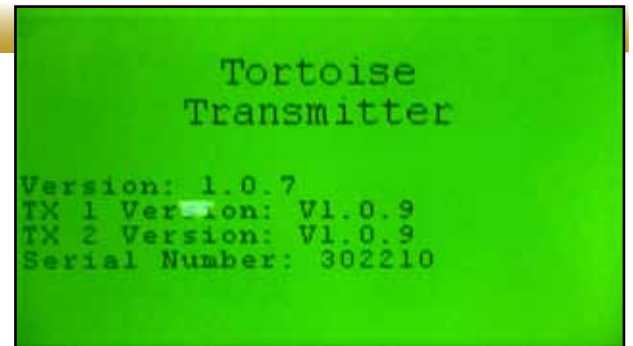 Tortoise
Transmitter
Version: 1.0.7
TX 1 Version: V1.0.9
TX 2 Version: V1.0.9
Serial Number: 302210